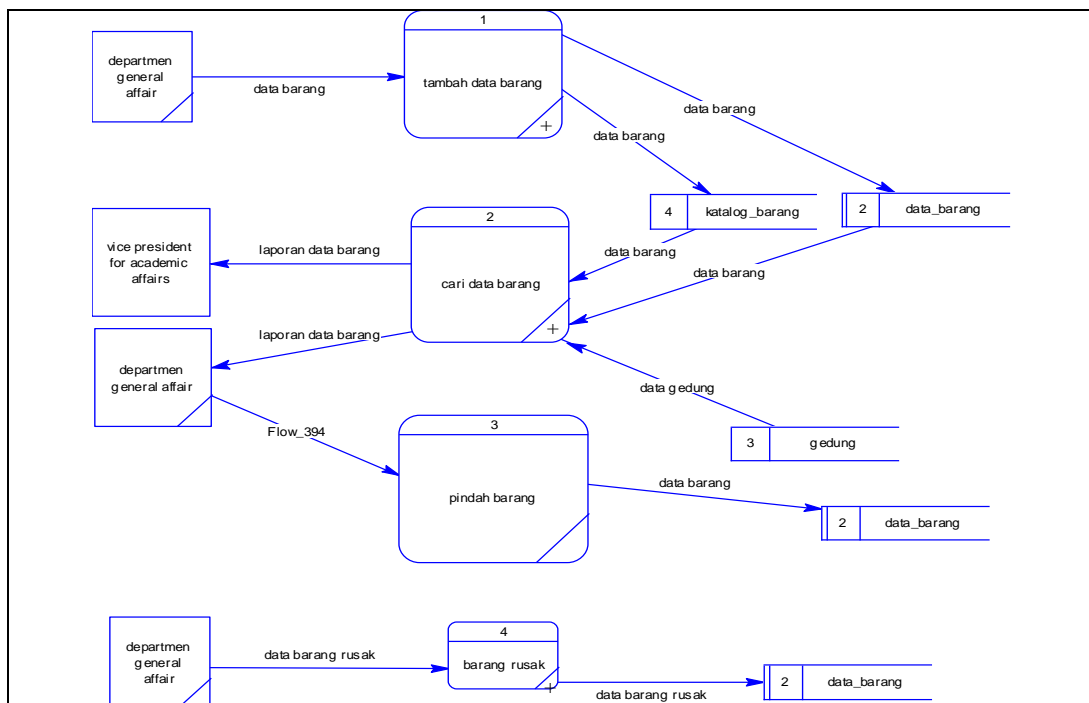 1
departmen
general
affair
tambah data barang
data barang
data barang
data barang
4
katalog_barang
2
data_barang
2
vice president
for academic
affairs
laporan data barang
cari data barang
data barang
data barang
laporan data barang
departmen
general affair
data gedung
Flow_394
3
3
gedung
pindah barang
data barang
2
data_barang
4
departmen
general
affair
data barang rusak
barang rusak
data barang rusak
2
data_barang